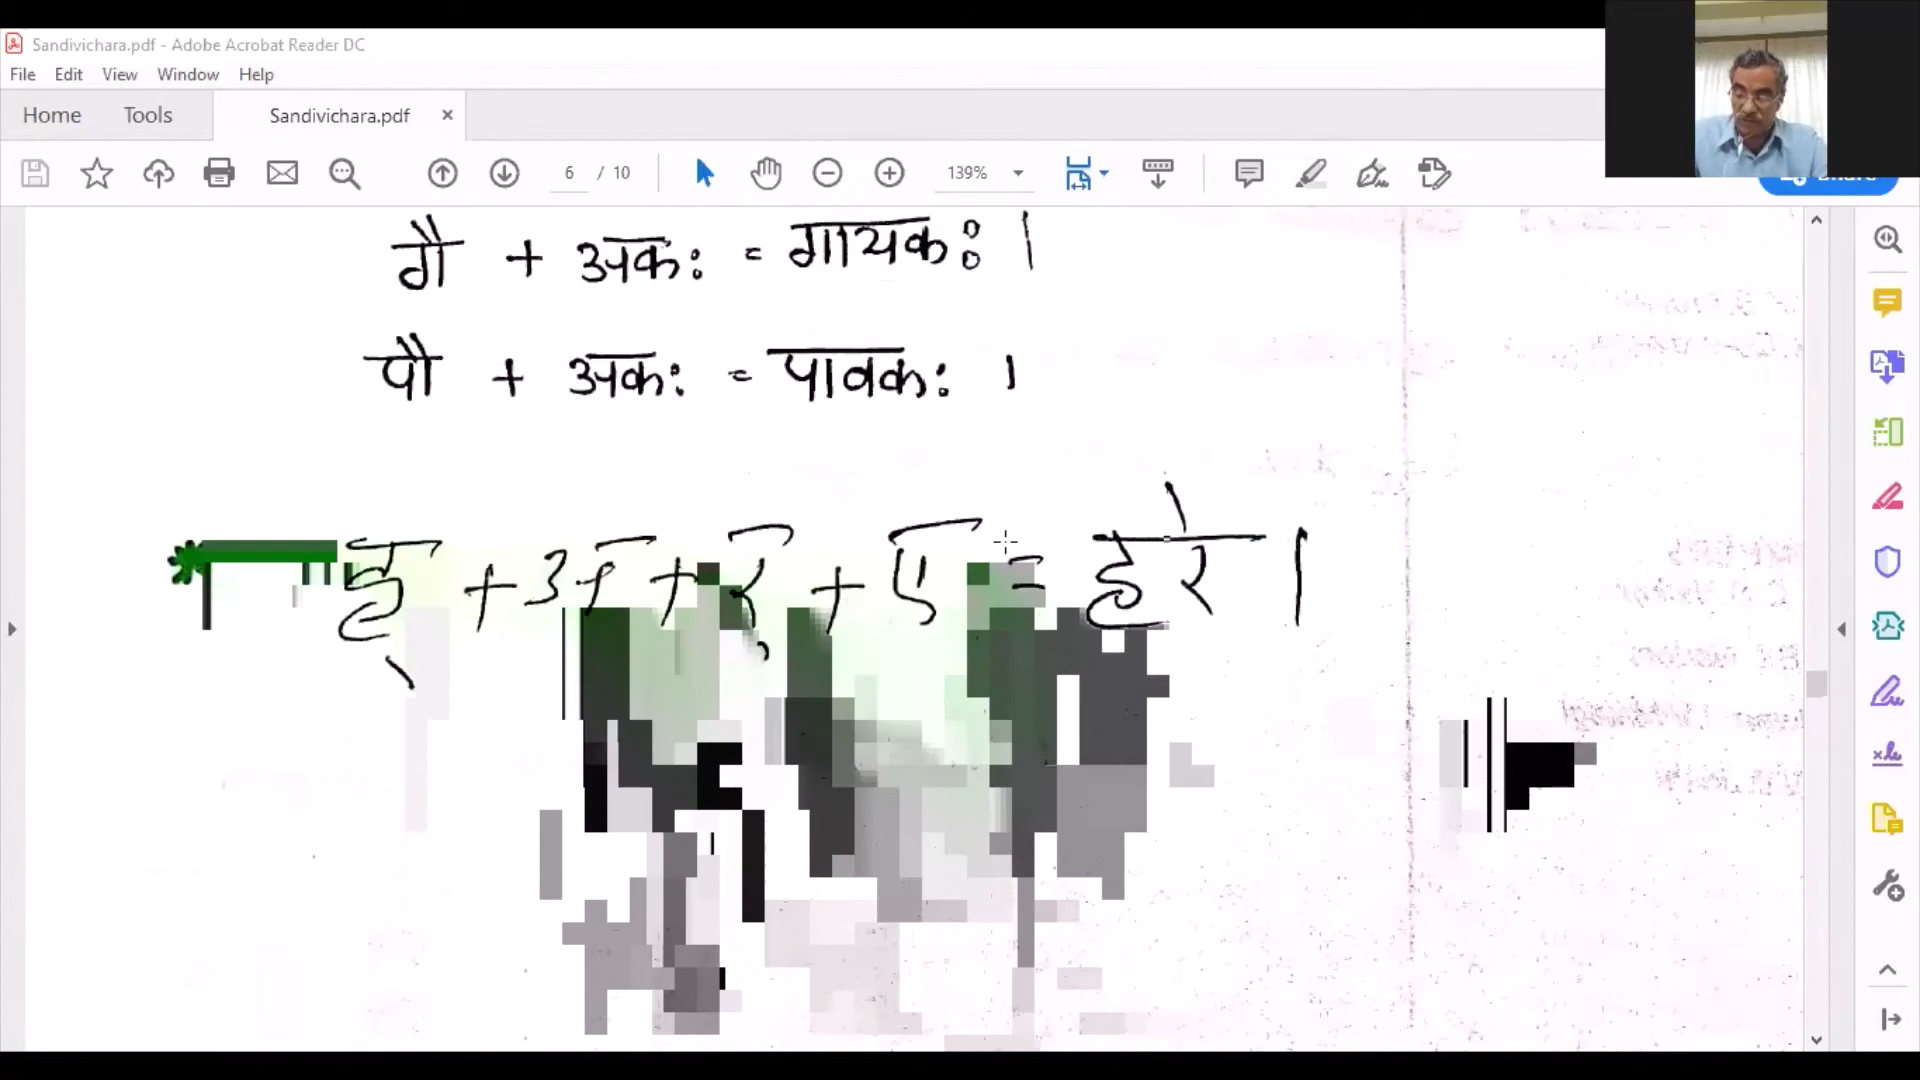 Sandivichara.pdf - Adobe Acrobat Reader DC
File Edit View Window Help
Home Tools Sandivichara.pdf ×
6 / 10 139%
गै + अकः = गायकः ।
पौ + अकः = पावकः ।
ह् + अ + र् + ए = हरे ।